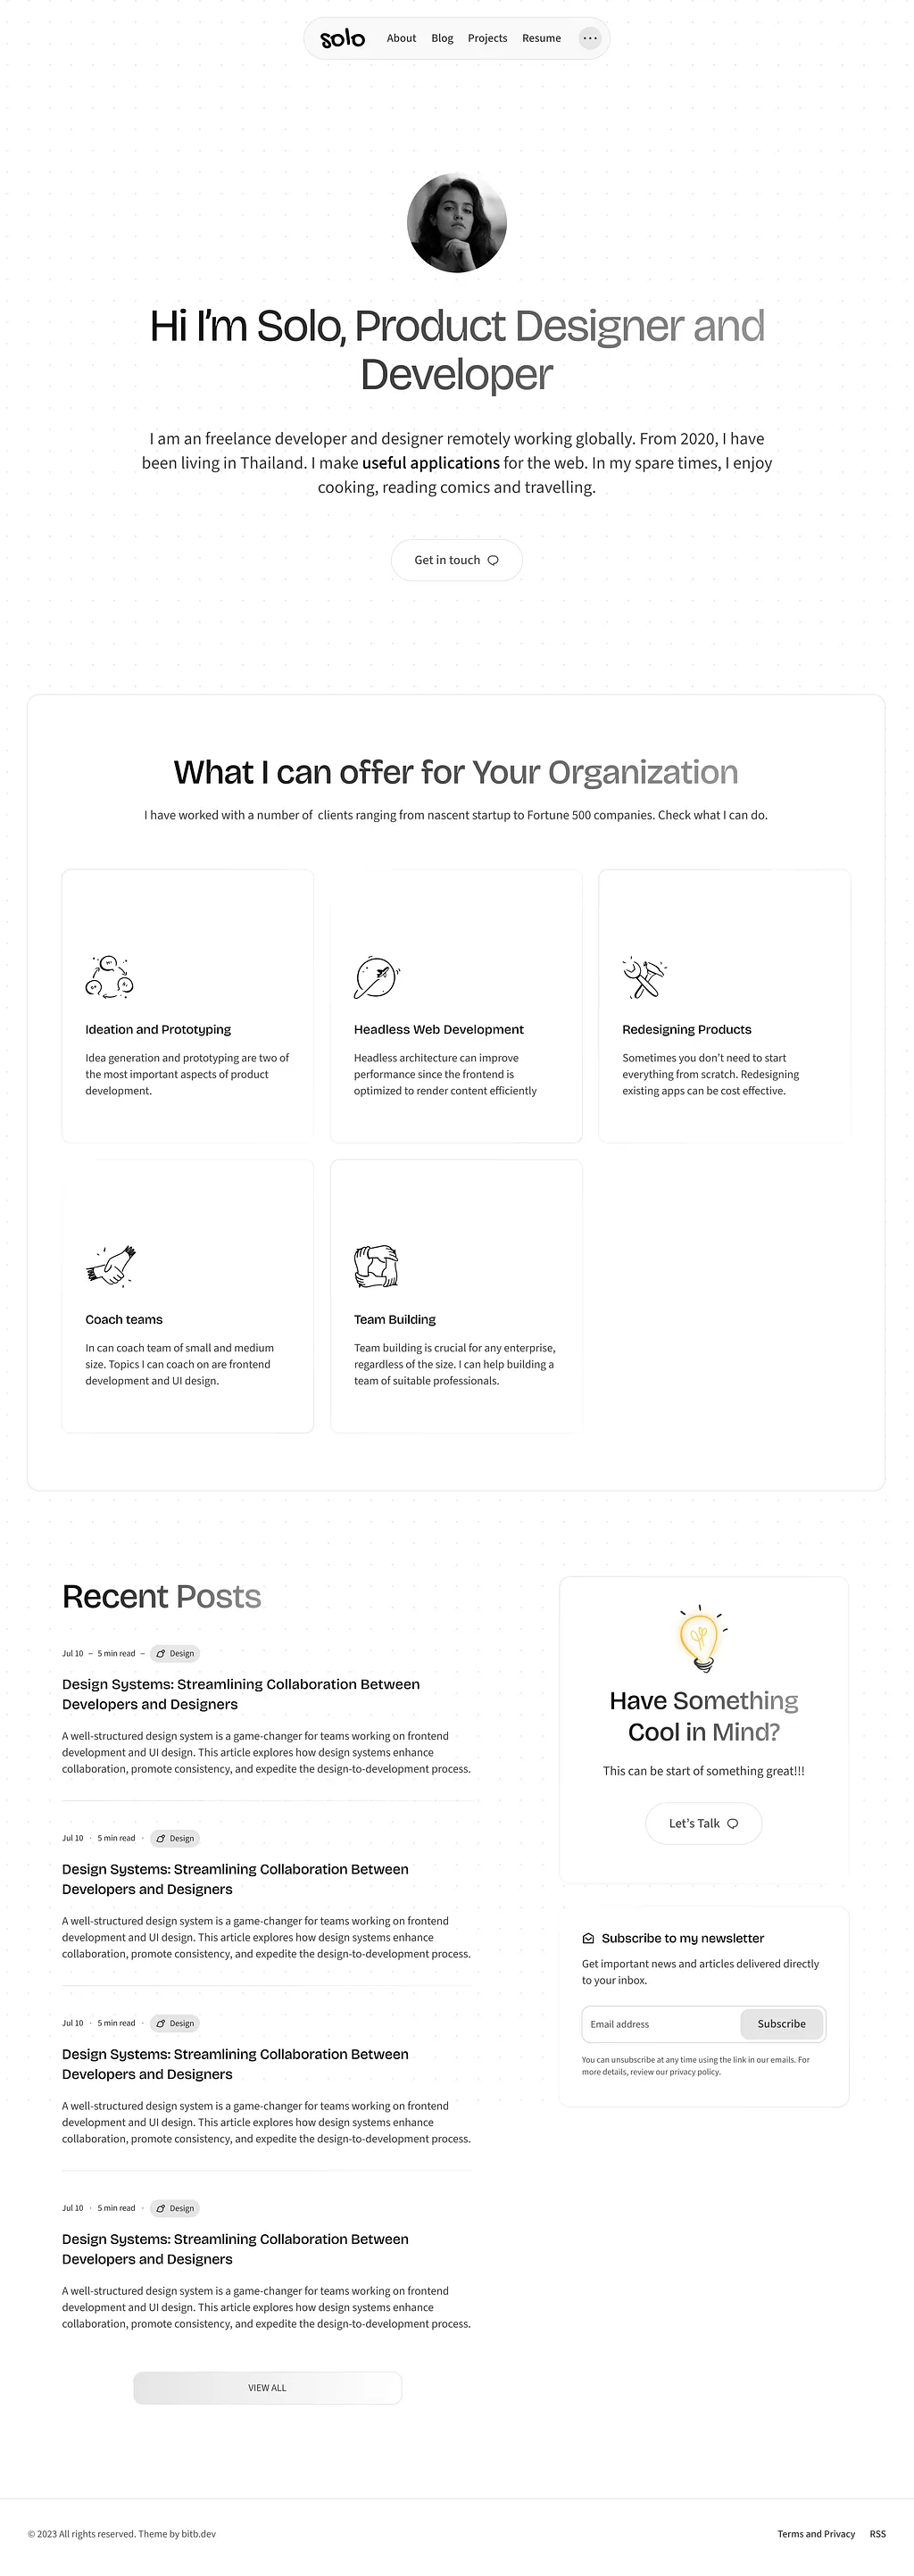 solo About Blog Projects Resume
Hi I’m Solo, Product Designer and
Developer
I am an freelance developer and designer remotely working globally. From 2020, I have
been living in Thailand. I make useful applications for the web. In my spare times, I enjoy
cooking, reading comics and travelling.
Get in touch
What I can offer for Your Organization
I have worked with a number of clients ranging from nascent startup to Fortune 500 companies. Check what I can do.
Ideation and Prototyping
Idea generation and prototyping are two of
the most important aspects of product
development.
Headless Web Development
Headless architecture can improve
performance since the frontend is
optimized to render content efficiently
Redesigning Products
Sometimes you don’t need to start
everything from scratch. Redesigning
existing apps can be cost effective.
Coach teams
In can coach team of small and medium
size. Topics I can coach on are frontend
development and UI design.
Team Building
Team building is crucial for any enterprise,
regardless of the size. I can help building a
team of suitable professionals.
Recent Posts
Jul 10 – 5 min read – Design
Design Systems: Streamlining Collaboration Between
Developers and Designers
A well-structured design system is a game-changer for teams working on frontend
development and UI design. This article explores how design systems enhance
collaboration, promote consistency, and expedite the design-to-development process.
Jul 10 · 5 min read · Design
Design Systems: Streamlining Collaboration Between
Developers and Designers
A well-structured design system is a game-changer for teams working on frontend
development and UI design. This article explores how design systems enhance
collaboration, promote consistency, and expedite the design-to-development process.
Jul 10 · 5 min read · Design
Design Systems: Streamlining Collaboration Between
Developers and Designers
A well-structured design system is a game-changer for teams working on frontend
development and UI design. This article explores how design systems enhance
collaboration, promote consistency, and expedite the design-to-development process.
Jul 10 · 5 min read · Design
Design Systems: Streamlining Collaboration Between
Developers and Designers
A well-structured design system is a game-changer for teams working on frontend
development and UI design. This article explores how design systems enhance
collaboration, promote consistency, and expedite the design-to-development process.
VIEW ALL
Have Something
Cool in Mind?
This can be start of something great!!!
Let’s Talk
Subscribe to my newsletter
Get important news and articles delivered directly
to your inbox.
Email address Subscribe
You can unsubscribe at any time using the link in our emails. For
more details, review our privacy policy.
© 2023 All rights reserved. Theme by bitb.dev
Terms and Privacy RSS